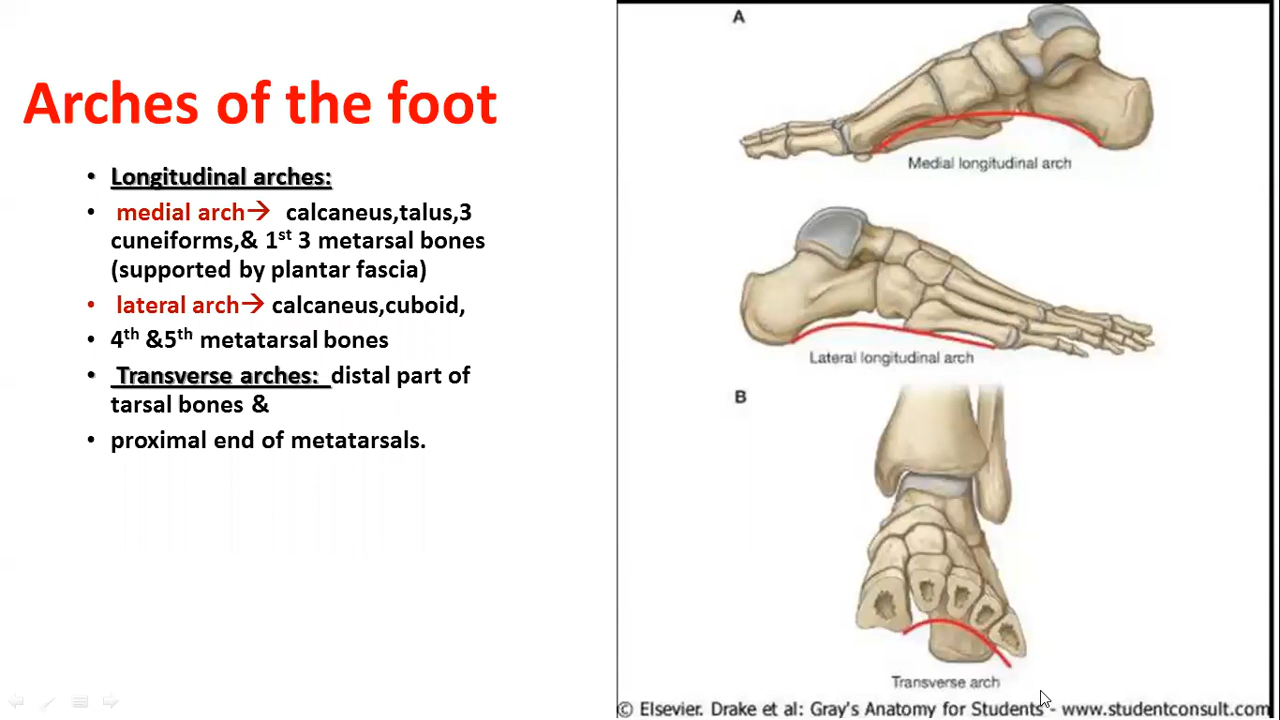 Arches of the foot
• Longitudinal arches:
• medial arch→ calcaneus,talus,3
cuneiforms,& 1st 3 metarsal bones
(supported by plantar fascia)
• lateral arch→ calcaneus,cuboid,
• 4th &5th metatarsal bones
• Transverse arches: distal part of
tarsal bones &
• proximal end of metatarsals.
A
Medial longitudinal arch
Lateral longitudinal arch
B
Transverse arch
© Elsevier. Drake et al: Gray's Anatomy for Students - www.studentconsult.com